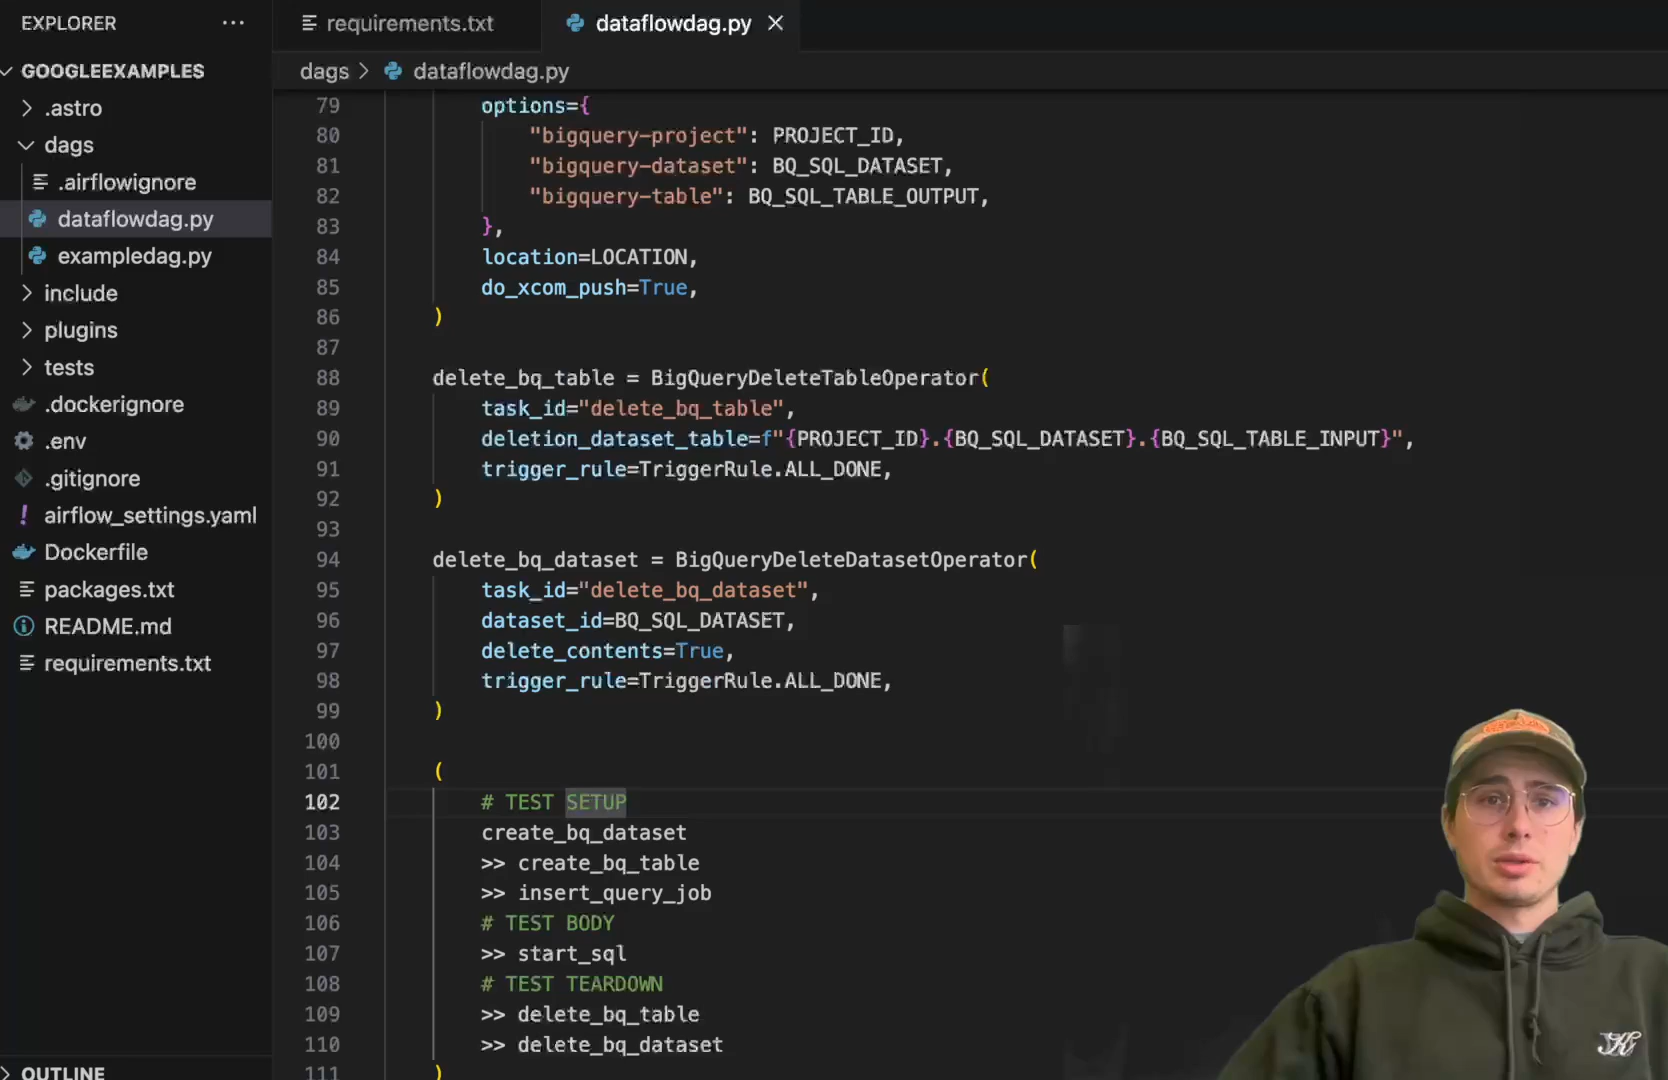 EXPLORER
GOOGLEEXAMPLES
.astro
dags
.airflowignore
dataflowdag.py
exampledag.py
include
plugins
tests
.dockerignore
.env
.gitignore
airflow_settings.yaml
Dockerfile
packages.txt
README.md
requirements.txt
OUTLINE
requirements.txt
dataflowdag.py
dags > dataflowdag.py
79 options={
80 "bigquery-project": PROJECT_ID,
81 "bigquery-dataset": BQ_SQL_DATASET,
82 "bigquery-table": BQ_SQL_TABLE_OUTPUT,
83 },
84 location=LOCATION,
85 do_xcom_push=True,
86 )
87
88 delete_bq_table = BigQueryDeleteTableOperator(
89 task_id="delete_bq_table",
90 deletion_dataset_table=f"{PROJECT_ID}.{BQ_SQL_DATASET}.{BQ_SQL_TABLE_INPUT}",
91 trigger_rule=TriggerRule.ALL_DONE,
92 )
93
94 delete_bq_dataset = BigQueryDeleteDatasetOperator(
95 task_id="delete_bq_dataset",
96 dataset_id=BQ_SQL_DATASET,
97 delete_contents=True,
98 trigger_rule=TriggerRule.ALL_DONE,
99 )
100
101 (
102 # TEST SETUP
103 create_bq_dataset
104 >> create_bq_table
105 >> insert_query_job
106 # TEST BODY
107 >> start_sql
108 # TEST TEARDOWN
109 >> delete_bq_table
110 >> delete_bq_dataset
111 )